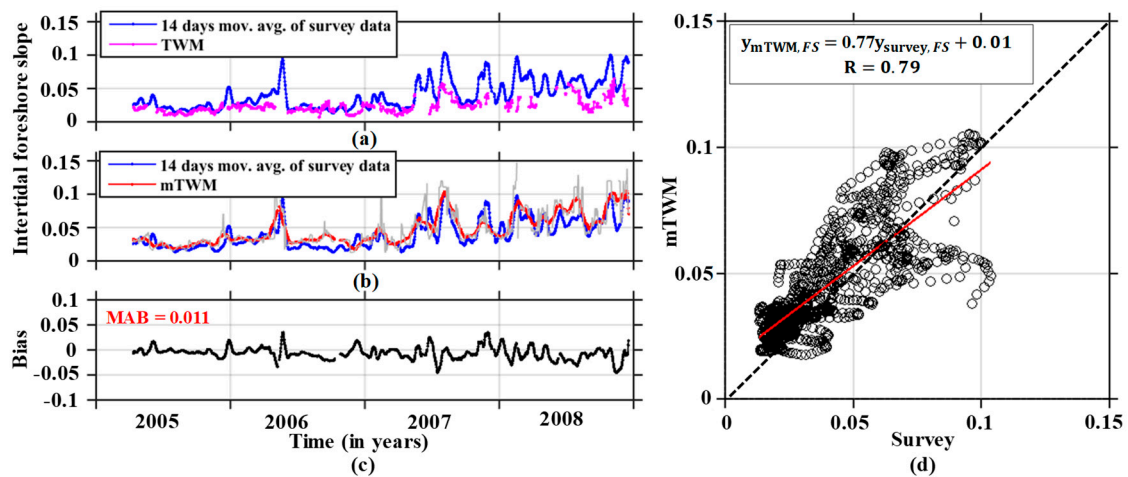 0.15
0.1
0.05
0
14 days mov. avg. of survey data
TWM
(a)
Intertidal foreshore slope
0.15
0.1
0.05
0
14 days mov. avg. of survey data
mTWM
(b)
0.1
0.05
0
-0.05
-0.1
Bias
MAB = 0.011
2005 2006 2007 2008
Time (in years)
(c)
0.15
0.1
0.05
0
mTWM
y_mTWM, FS = 0.77y_survey, FS + 0.01
R = 0.79
0 0.05 0.1 0.15
Survey
(d)